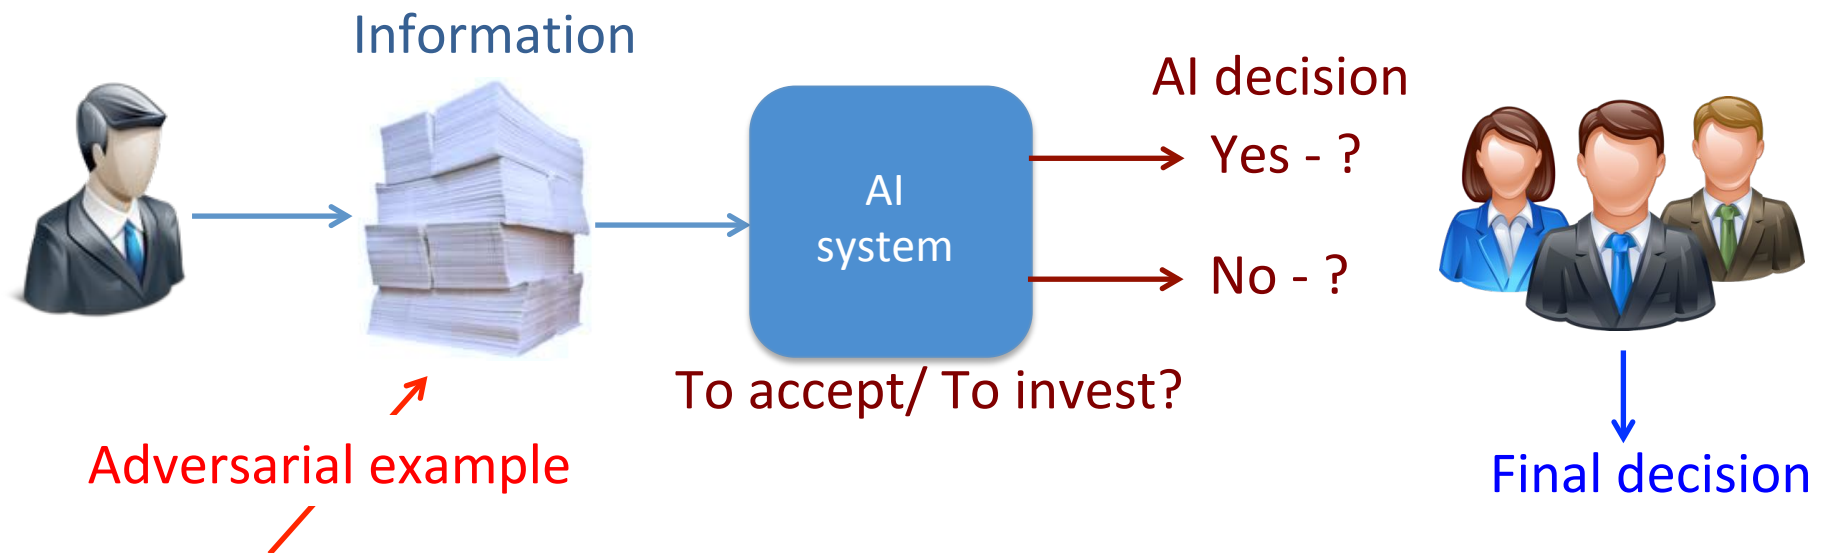 Information
AI
system
AI decision
Yes - ?
No - ?
To accept/ To invest?
Adversarial example
Final decision